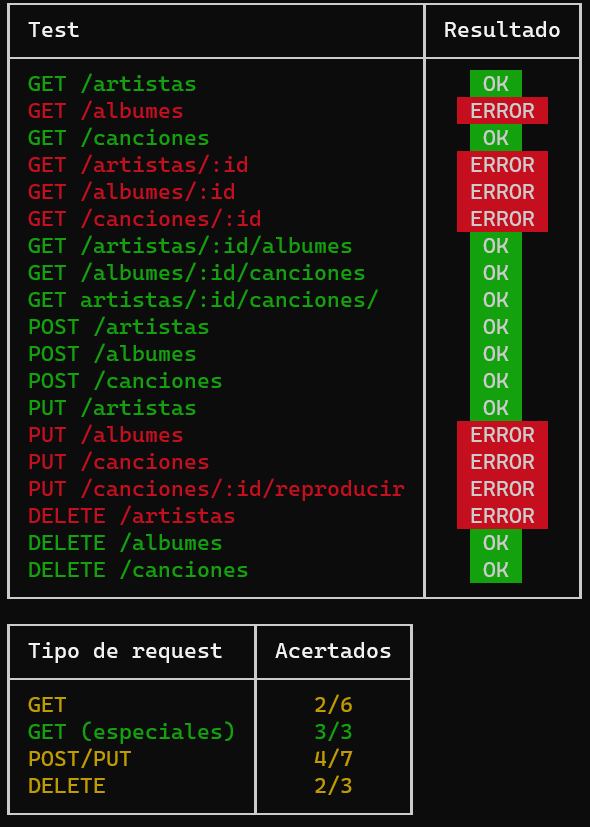 Test Resultado
GET /artistas OK
GET /albumes ERROR
GET /canciones OK
GET /artistas/:id ERROR
GET /albumes/:id ERROR
GET /canciones/:id ERROR
GET /artistas/:id/albumes OK
GET /albumes/:id/canciones OK
GET artistas/:id/canciones/ OK
POST /artistas OK
POST /albumes OK
POST /canciones OK
PUT /artistas OK
PUT /albumes ERROR
PUT /canciones ERROR
PUT /canciones/:id/reproducir ERROR
DELETE /artistas ERROR
DELETE /albumes OK
DELETE /canciones OK
Tipo de request Acertados
GET 2/6
GET (especiales) 3/3
POST/PUT 4/7
DELETE 2/3